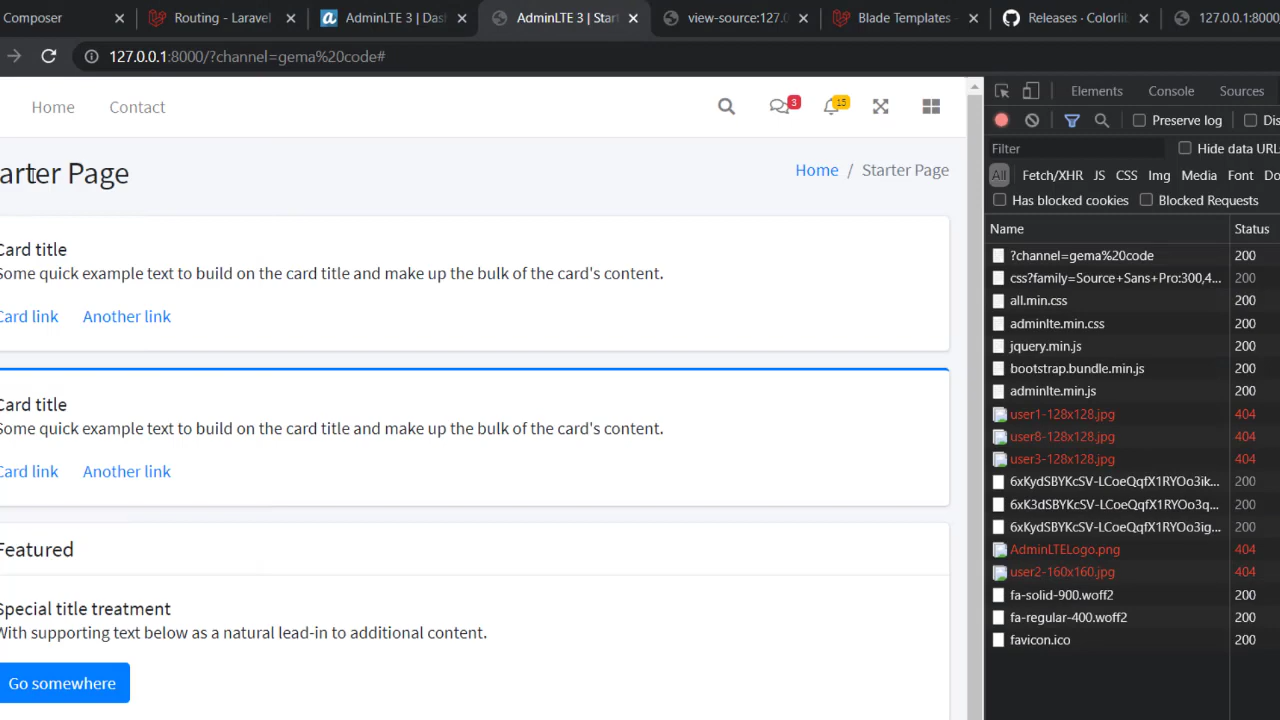 Composer
Routing - Laravel
AdminLTE 3 | Das
AdminLTE 3 | Start
view-source:127.0
Blade Templates -
Releases · Colorlib
127.0.0.1:8000
127.0.0.1:8000/?channel=gema%20code#
Home Contact
3
15
arter Page
Home / Starter Page
Card title
Some quick example text to build on the card title and make up the bulk of the card's content.
Card link Another link
Card title
Some quick example text to build on the card title and make up the bulk of the card's content.
Card link Another link
Featured
Special title treatment
With supporting text below as a natural lead-in to additional content.
Go somewhere
Elements Console Sources
Preserve log Dis
Filter Hide data URLs
All Fetch/XHR JS CSS Img Media Font Do
Has blocked cookies Blocked Requests
Name Status
?channel=gema%20code 200
css?family=Source+Sans+Pro:300,4... 200
all.min.css 200
adminlte.min.css 200
jquery.min.js 200
bootstrap.bundle.min.js 200
adminlte.min.js 200
user1-128x128.jpg 404
user8-128x128.jpg 404
user3-128x128.jpg 404
6xKydSBYKcSV-LCoeQqfX1RYOo3ik... 200
6xK3dSBYKcSV-LCoeQqfX1RYOo3q... 200
6xKydSBYKcSV-LCoeQqfX1RYOo3ig... 200
AdminLTELogo.png 404
user2-160x160.jpg 404
fa-solid-900.woff2 200
fa-regular-400.woff2 200
favicon.ico 200